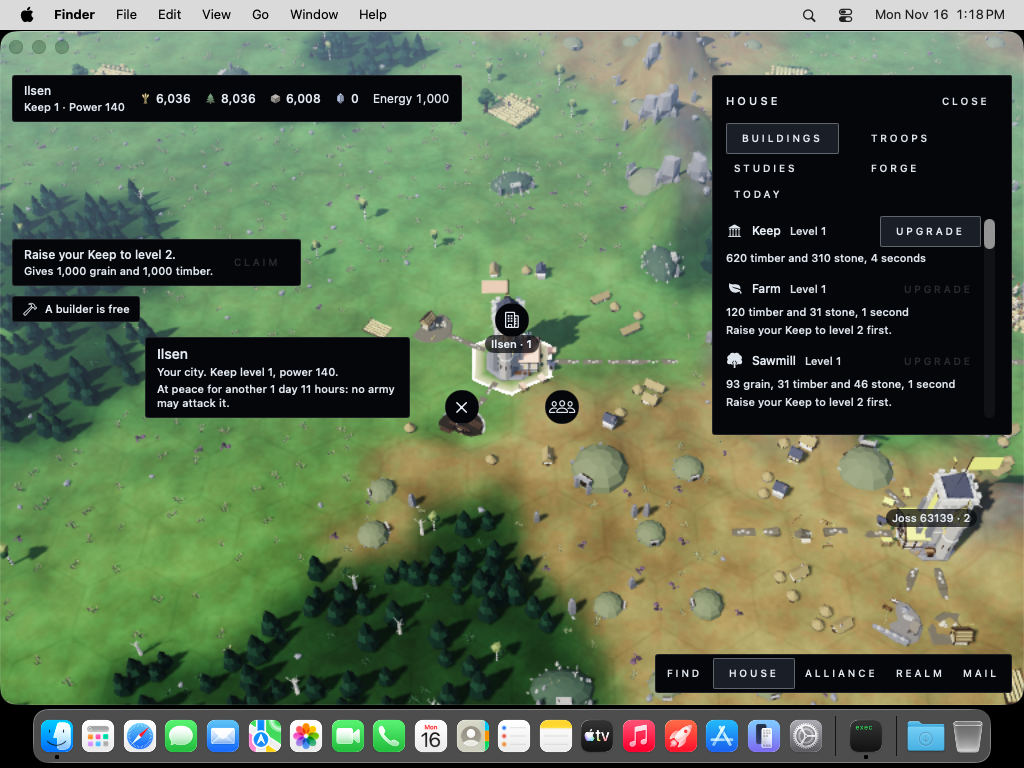 Finder File Edit View Go Window Help Mon Nov 16 1:18 PM
Ilsen
Keep 1 · Power 140
6,036 8,036 6,008 0 Energy 1,000
Raise your Keep to level 2.
Gives 1,000 grain and 1,000 timber.
CLAIM
A builder is free
Ilsen
Your city. Keep level 1, power 140.
At peace for another 1 day 11 hours: no army
may attack it.
Ilsen · 1
HOUSE CLOSE
BUILDINGS TROOPS
STUDIES FORGE
TODAY
Keep Level 1 UPGRADE
620 timber and 310 stone, 4 seconds
Farm Level 1 UPGRADE
120 timber and 31 stone, 1 second
Raise your Keep to level 2 first.
Sawmill Level 1 UPGRADE
93 grain, 31 timber and 46 stone, 1 second
Raise your Keep to level 2 first.
Joss 63139 · 2
FIND HOUSE ALLIANCE REALM MAIL
Mon
16
tv
exec